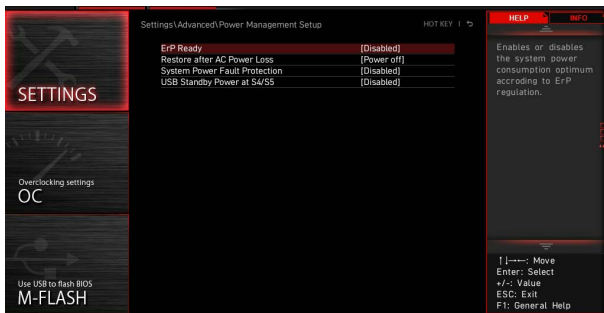 SETTINGS
Overclocking settings
OC
Use USB to flash BIOS
M-FLASH
Settings\Advanced\Power Management Setup
HOT KEY | ⮌
ErP Ready [Disabled]
Restore after AC Power Loss [Power off]
System Power Fault Protection [Disabled]
USB Standby Power at S4/S5 [Disabled]
HELP
INFO
Enables or disables
the system power
consumption optimum
accroding to ErP
regulation.
↑↓→←: Move
Enter: Select
+/-: Value
ESC: Exit
F1: General Help